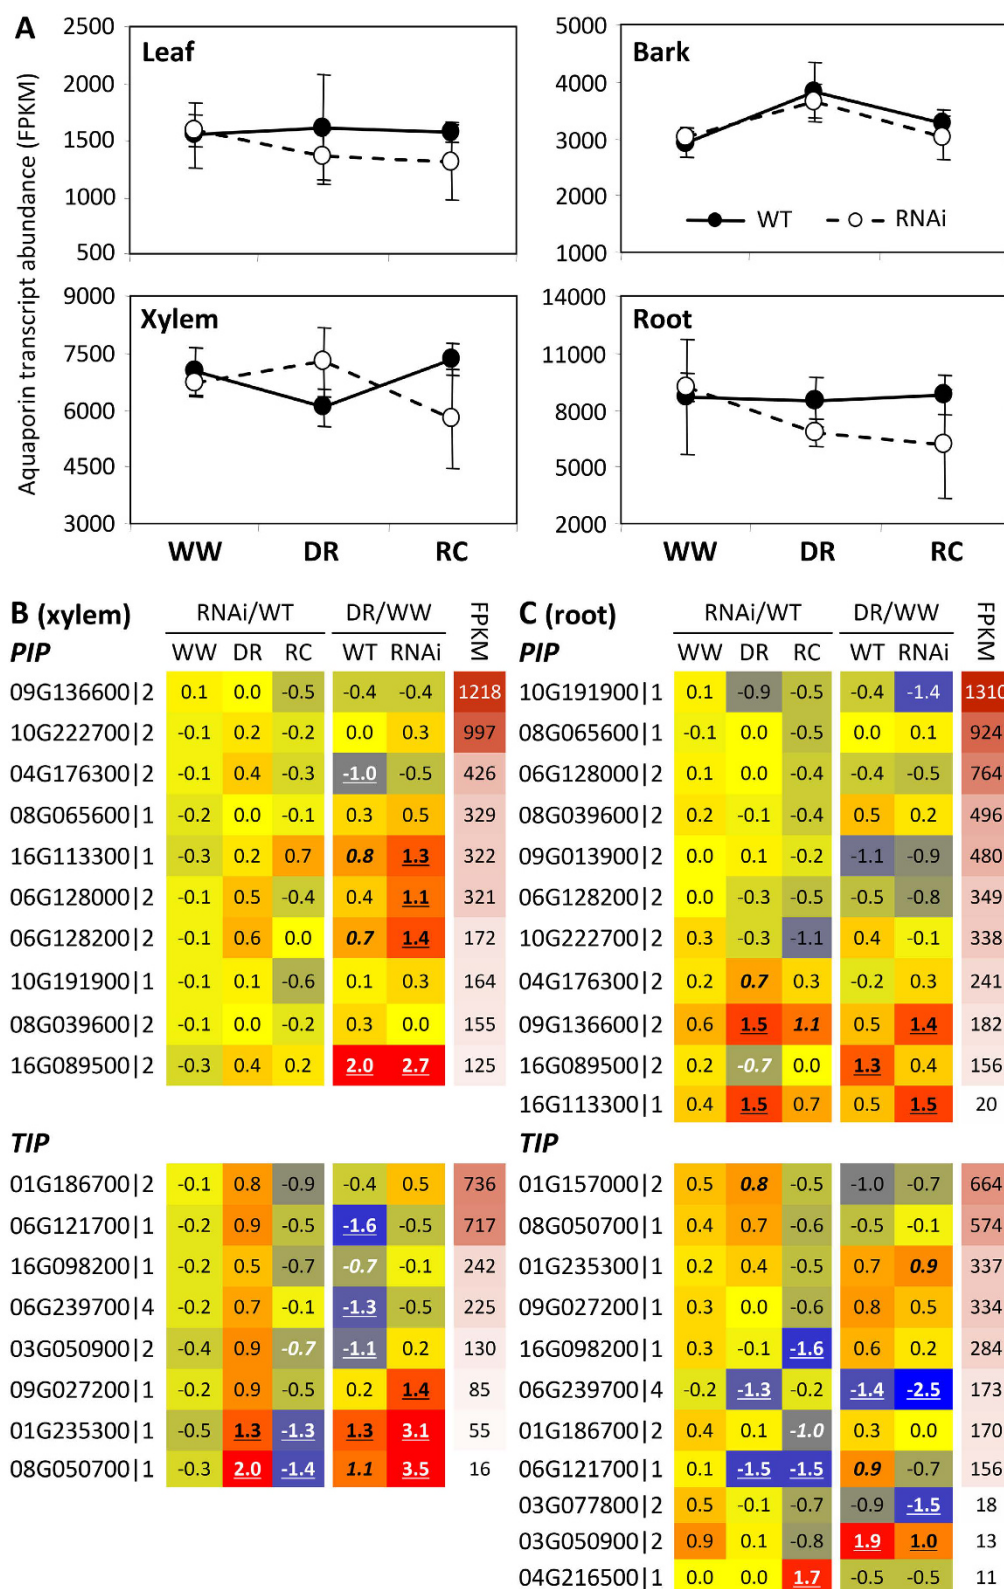 A
Aquaporin transcript abundance (FPKM)
2500
2000
1500
1000
500
Leaf
5000
4000
3000
2000
1000
Bark
WT
RNAi
9000
7500
6000
4500
3000
Xylem
14000
11000
8000
5000
2000
Root
WW DR RC
WW DR RC
B (xylem) RNAi/WT DR/WW FPKM
PIP WW DR RC WT RNAi
09G136600|2 0.1 0.0 -0.5 -0.4 -0.4 1218
10G222700|2 -0.1 0.2 -0.2 0.0 0.3 997
04G176300|2 -0.1 0.4 -0.3 -1.0 -0.5 426
08G065600|1 -0.2 0.0 -0.1 0.3 0.5 329
16G113300|1 -0.3 0.2 0.7 0.8 1.3 322
06G128000|2 -0.1 0.5 -0.4 0.4 1.1 321
06G128200|2 -0.1 0.6 0.0 0.7 1.4 172
10G191900|1 -0.1 0.1 -0.6 0.1 0.3 164
08G039600|2 -0.1 0.0 -0.2 0.3 0.0 155
16G089500|2 -0.3 0.4 0.2 2.0 2.7 125
TIP
01G186700|2 -0.1 0.8 -0.9 -0.4 0.5 736
06G121700|1 -0.2 0.9 -0.5 -1.6 -0.5 717
16G098200|1 -0.2 0.5 -0.7 -0.7 -0.1 242
06G239700|4 -0.2 0.7 -0.1 -1.3 -0.5 225
03G050900|2 -0.4 0.9 -0.7 -1.1 0.2 130
09G027200|1 -0.2 0.9 -0.5 0.2 1.4 85
01G235300|1 -0.5 1.3 -1.3 1.3 3.1 55
08G050700|1 -0.3 2.0 -1.4 1.1 3.5 16
C (root) RNAi/WT DR/WW FPKM
PIP WW DR RC WT RNAi
10G191900|1 0.1 -0.9 -0.5 -0.4 -1.4 1310
08G065600|1 -0.1 0.0 -0.5 0.0 0.1 924
06G128000|2 0.1 0.0 -0.4 -0.4 -0.5 764
08G039600|2 0.2 -0.1 -0.4 0.5 0.2 496
09G013900|2 0.0 0.1 -0.2 -1.1 -0.9 480
06G128200|2 0.0 -0.3 -0.5 -0.5 -0.8 349
10G222700|2 0.3 -0.3 -1.1 0.4 -0.1 338
04G176300|2 0.2 0.7 0.3 -0.2 0.3 241
09G136600|2 0.6 1.5 1.1 0.5 1.4 182
16G089500|2 0.2 -0.7 0.0 1.3 0.4 156
16G113300|1 0.4 1.5 0.7 0.5 1.5 20
TIP
01G157000|2 0.5 0.8 -0.5 -1.0 -0.7 664
08G050700|1 0.4 0.7 -0.6 -0.5 -0.1 574
01G235300|1 0.2 0.4 -0.5 0.7 0.9 337
09G027200|1 0.3 0.0 -0.6 0.8 0.5 334
16G098200|1 0.3 -0.1 -1.6 0.6 0.2 284
06G239700|4 -0.2 -1.3 -0.2 -1.4 -2.5 173
01G186700|2 0.4 0.1 -1.0 0.3 0.0 170
06G121700|1 0.1 -1.5 -1.5 0.9 -0.7 156
03G077800|2 0.5 -0.1 -0.7 -0.9 -1.5 18
03G050900|2 0.9 0.1 -0.8 1.9 1.0 13
04G216500|1 0.0 0.0 1.7 -0.5 -0.5 11